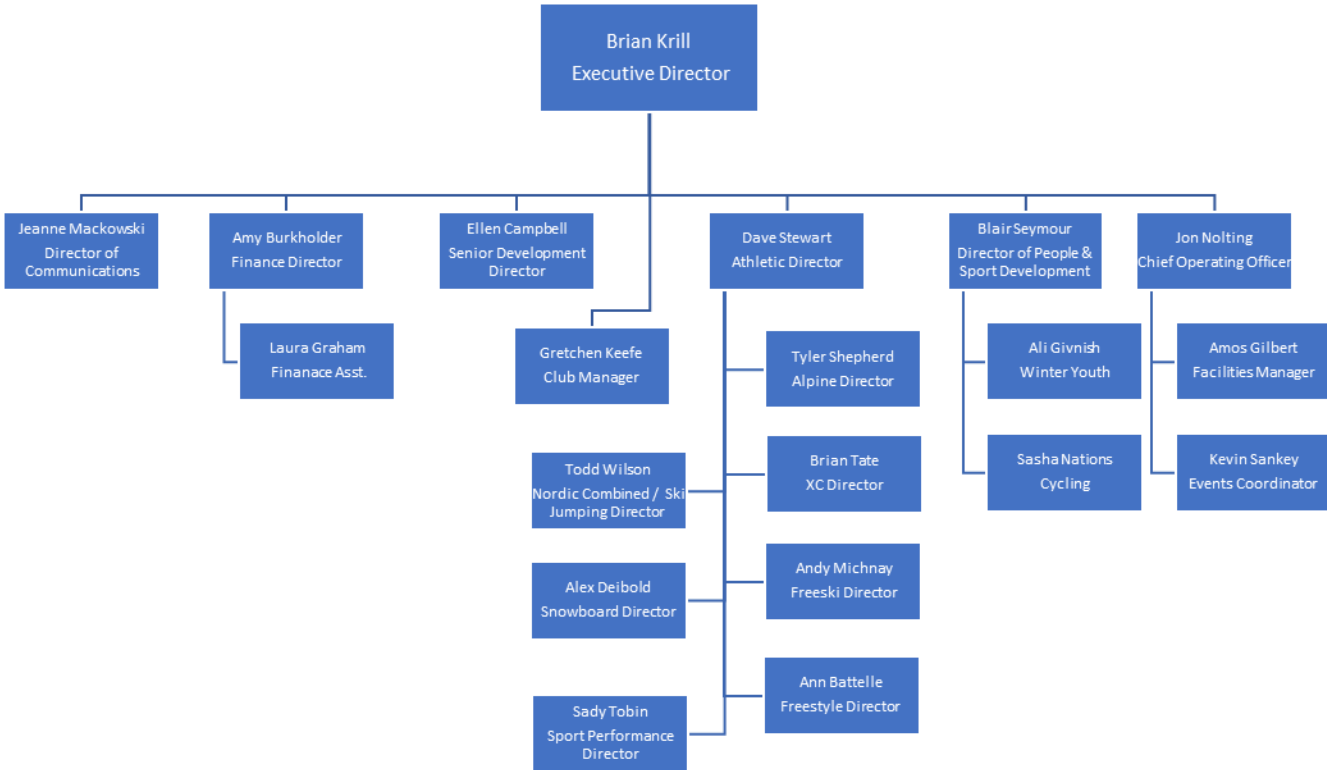 Brian Krill
Executive Director
Jeanne Mackowski
Director of
Communications
Amy Burkholder
Finance Director
Ellen Campbell
Senior Development
Director
Dave Stewart
Athletic Director
Blair Seymour
Director of People &
Sport Development
Jon Nolting
Chief Operating Officer
Laura Graham
Finanace Asst.
Gretchen Keefe
Club Manager
Tyler Shepherd
Alpine Director
Ali Givnish
Winter Youth
Amos Gilbert
Facilities Manager
Todd Wilson
Nordic Combined / Ski
Jumping Director
Brian Tate
XC Director
Sasha Nations
Cycling
Kevin Sankey
Events Coordinator
Alex Deibold
Snowboard Director
Andy Michnay
Freeski Director
Sady Tobin
Sport Performance
Director
Ann Battelle
Freestyle Director